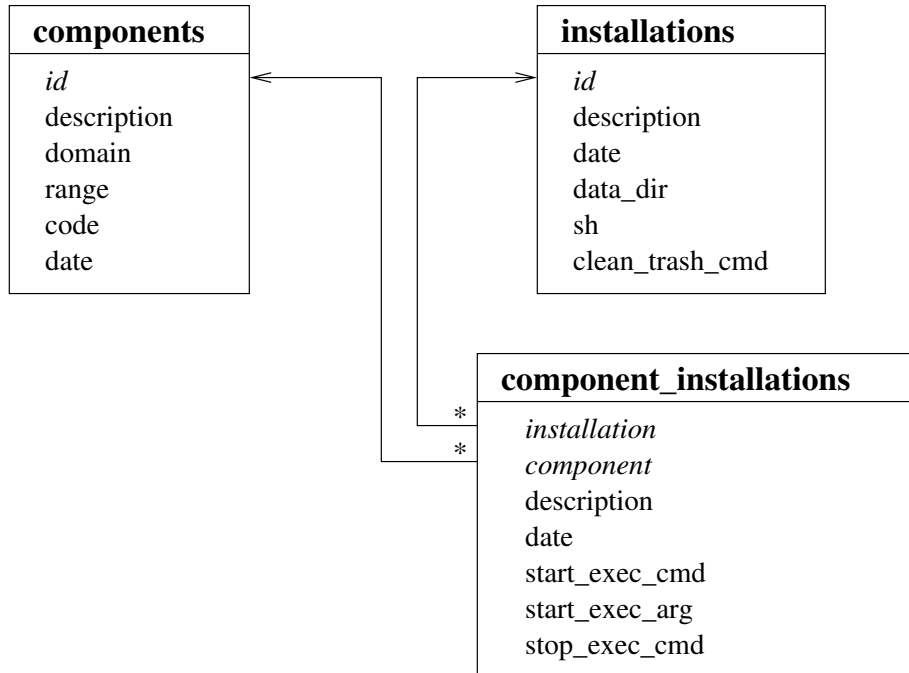 components
id
description
domain
range
code
date
installations
id
description
date
data_dir
sh
clean_trash_cmd
component_installations
* installation
* component
description
date
start_exec_cmd
start_exec_arg
stop_exec_cmd